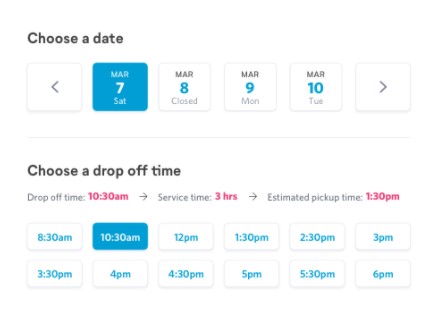 Choose a date
MAR MAR MAR MAR
7 8 9 10
Sat Closed Mon Tue
Choose a drop off time
Drop off time: 10:30am → Service time: 3 hrs → Estimated pickup time: 1:30pm
8:30am 10:30am 12pm 1:30pm 2:30pm 3pm
3:30pm 4pm 4:30pm 5pm 5:30pm 6pm